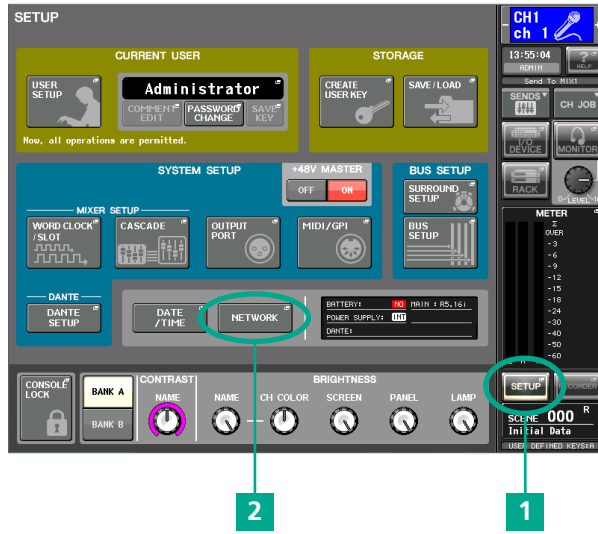 SETUP
CURRENT USER
USER
SETUP
Administrator
COMMENT
EDIT
PASSWORD
CHANGE
SAVE
KEY
Now, all operations are permitted.
STORAGE
CREATE
USER KEY
SAVE/LOAD
SYSTEM SETUP
+48V MASTER
OFF
ON
MIXER SETUP
WORD CLOCK
/SLOT
CASCADE
OUTPUT
PORT
MIDI/GPI
BUS SETUP
SURROUND
SETUP
BUS
SETUP
DANTE
DANTE
SETUP
DATE
/TIME
NETWORK
BATTERY: NO MAIN : R5.16i
POWER SUPPLY: INT
DANTE:
CONSOLE
LOCK
BANK A
BANK B
CONTRAST
NAME
BRIGHTNESS
NAME
CH COLOR
SCREEN
PANEL
LAMP
CH1
ch 1
13:55:04
ADMIN
?
HELP
Send To MIX1
SENDS
CH JOB
I/O
DEVICE
MONITOR
RACK
0-LEVEL-10
METER
Σ
OVER
-3
-6
-9
-12
-15
-18
-24
-30
-40
-50
-60
SETUP
RECORDER
SCENE 000 R
Initial Data
USER DEFINED KEYS:A
2
1